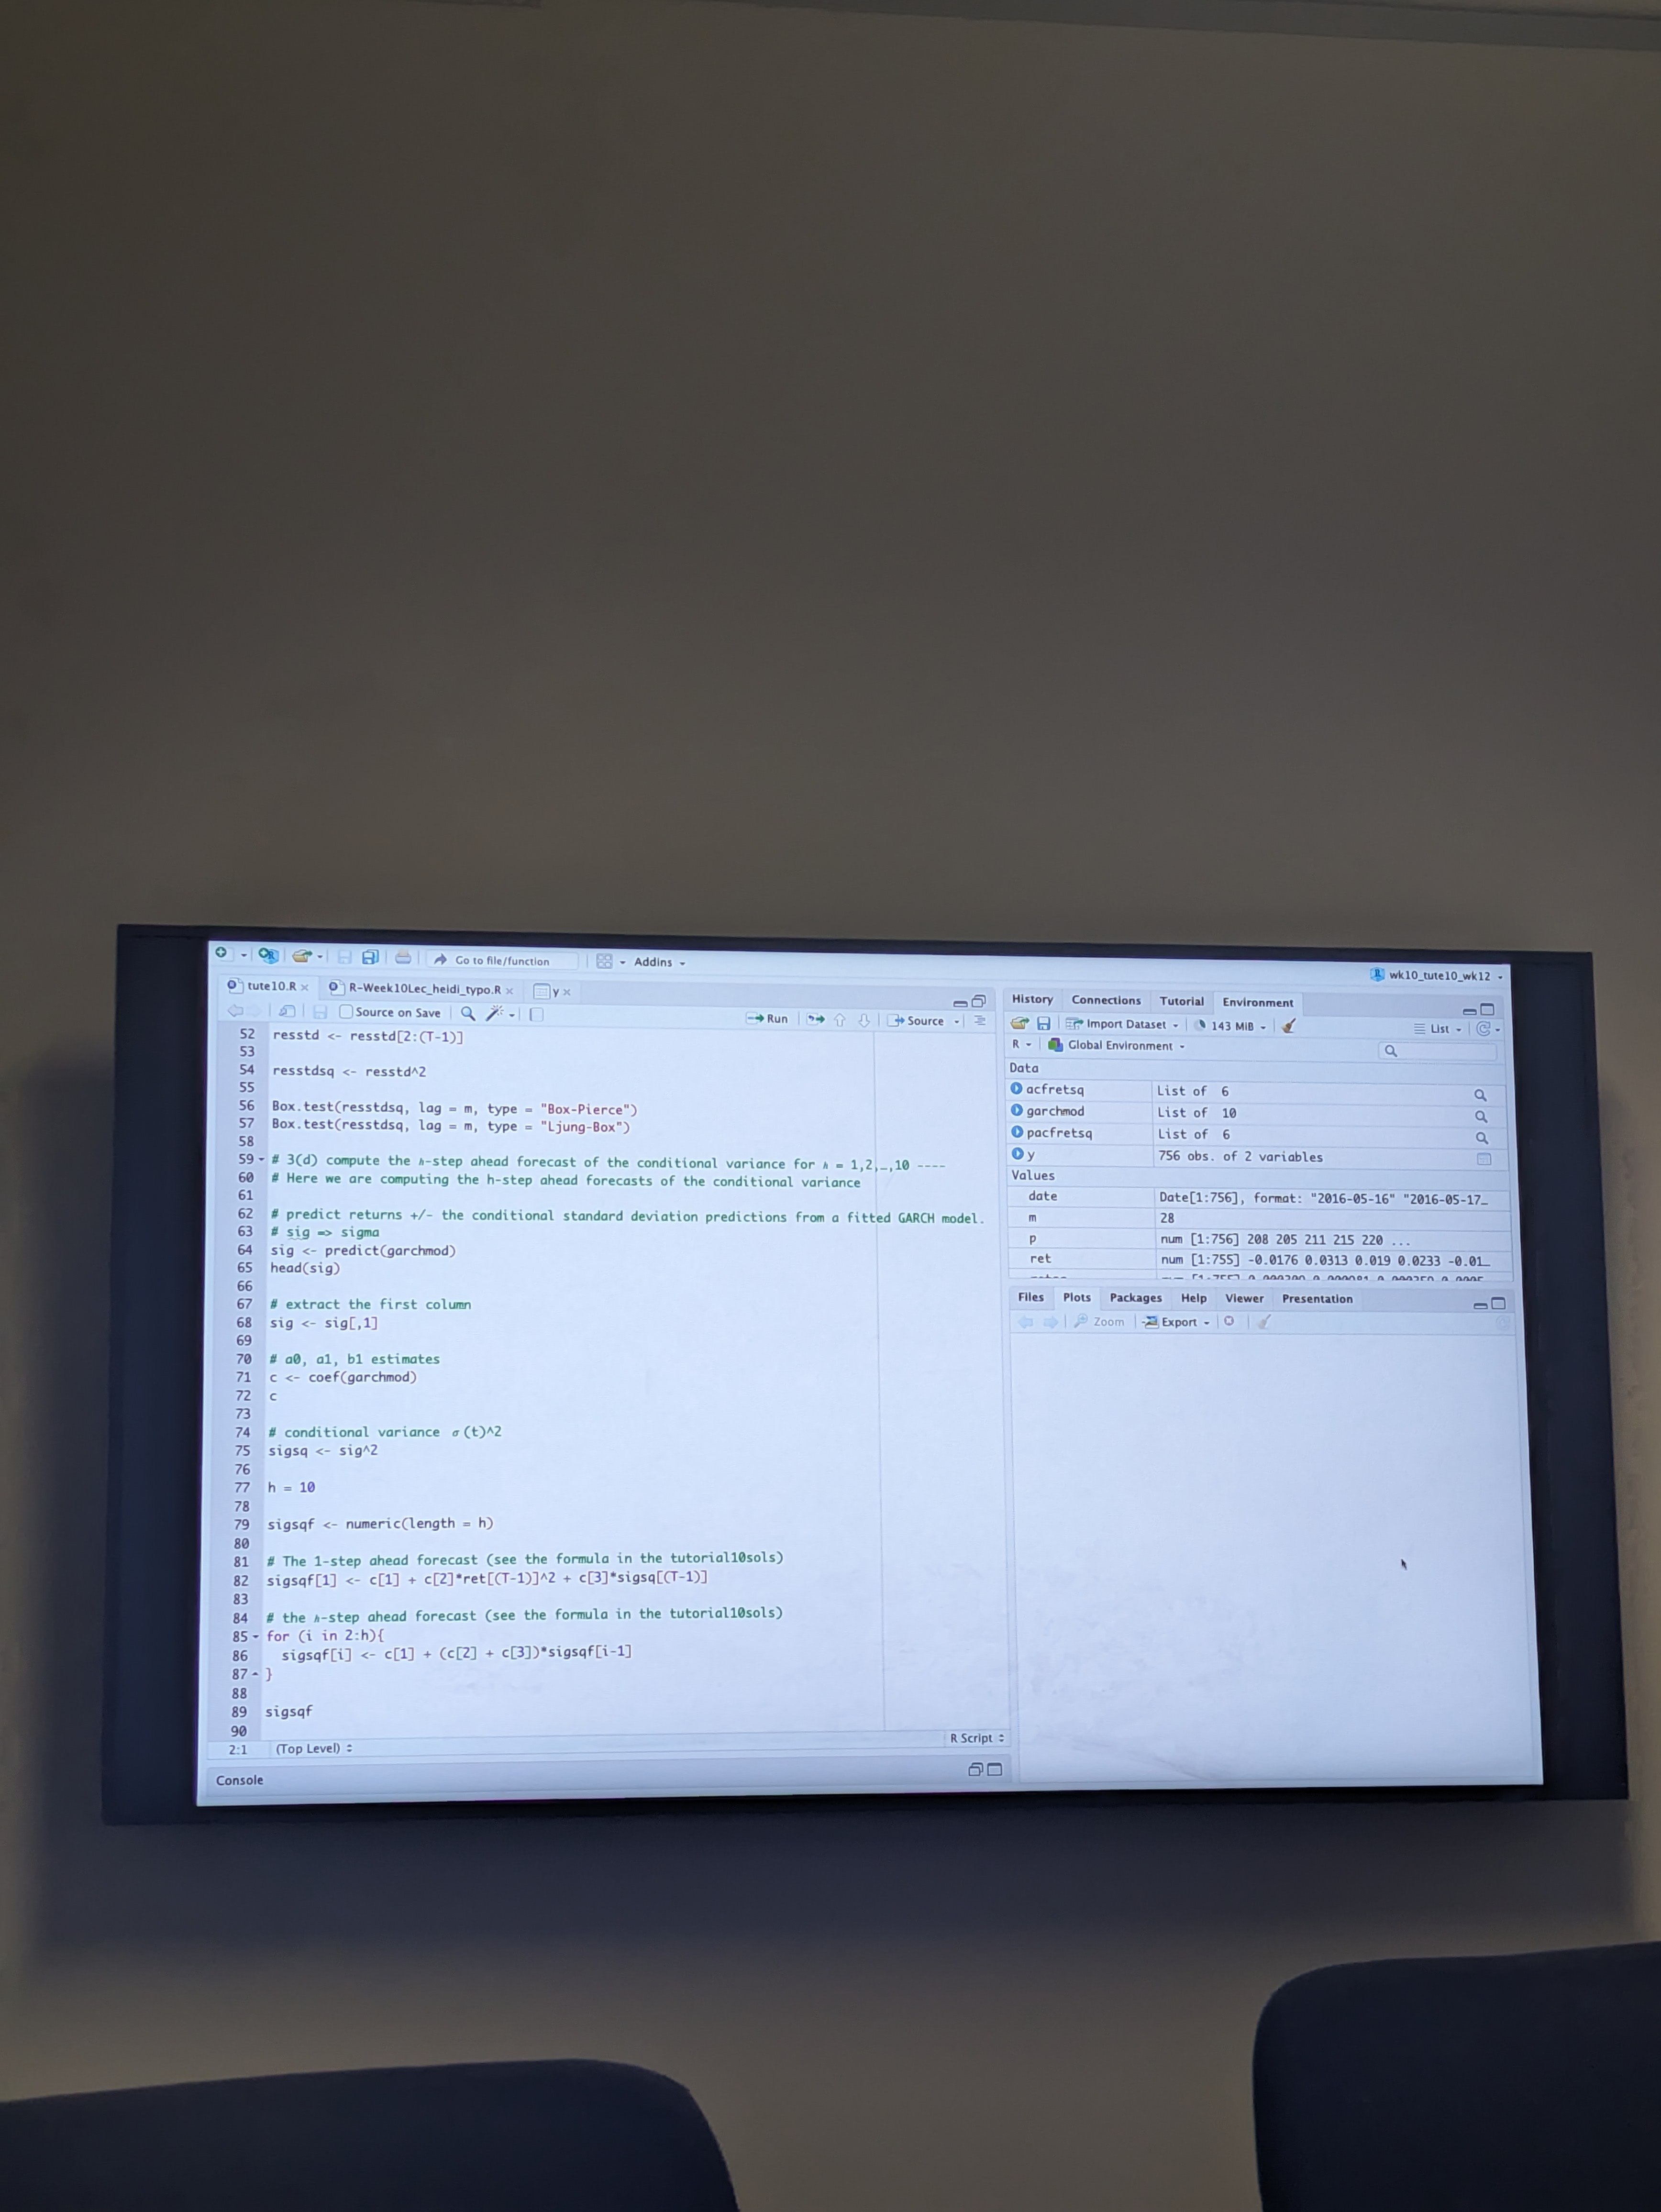 Go to file/function
Addins
wk10_tute10_wk12
tute10.R
R-Week10Lec_heidi_typo.R
y
Source on Save
Run
Source
52 resstd <- resstd[2:(T-1)]
53
54 resstdsq <- resstd^2
55
56 Box.test(resstdsq, lag = m, type = "Box-Pierce")
57 Box.test(resstdsq, lag = m, type = "Ljung-Box")
58
59 # 3(d) compute the h-step ahead forecast of the conditional variance for h = 1,2,…,10 ----
60 # Here we are computing the h-step ahead forecasts of the conditional variance
61
62 # predict returns +/- the conditional standard deviation predictions from a fitted GARCH model.
63 # sig => sigma
64 sig <- predict(garchmod)
65 head(sig)
66
67 # extract the first column
68 sig <- sig[,1]
69
70 # a0, a1, b1 estimates
71 c <- coef(garchmod)
72 c
73
74 # conditional variance σ(t)^2
75 sigsq <- sig^2
76
77 h = 10
78
79 sigsqf <- numeric(length = h)
80
81 # The 1-step ahead forecast (see the formula in the tutorial10sols)
82 sigsqf[1] <- c[1] + c[2]*ret[(T-1)]^2 + c[3]*sigsq[(T-1)]
83
84 # the h-step ahead forecast (see the formula in the tutorial10sols)
85 for (i in 2:h){
86 sigsqf[i] <- c[1] + (c[2] + c[3])*sigsqf[i-1]
87 }
88
89 sigsqf
90
2:1 (Top Level)
R Script
Console
History Connections Tutorial Environment
Import Dataset 143 MiB List
R Global Environment
Data
acfretsq List of 6
garchmod List of 10
pacfretsq List of 6
y 756 obs. of 2 variables
Values
date Date[1:756], format: "2016-05-16" "2016-05-17…
m 28
p num [1:756] 208 205 211 215 220 ...
ret num [1:755] -0.0176 0.0313 0.019 0.0233 -0.01…
Files Plots Packages Help Viewer Presentation
Zoom Export